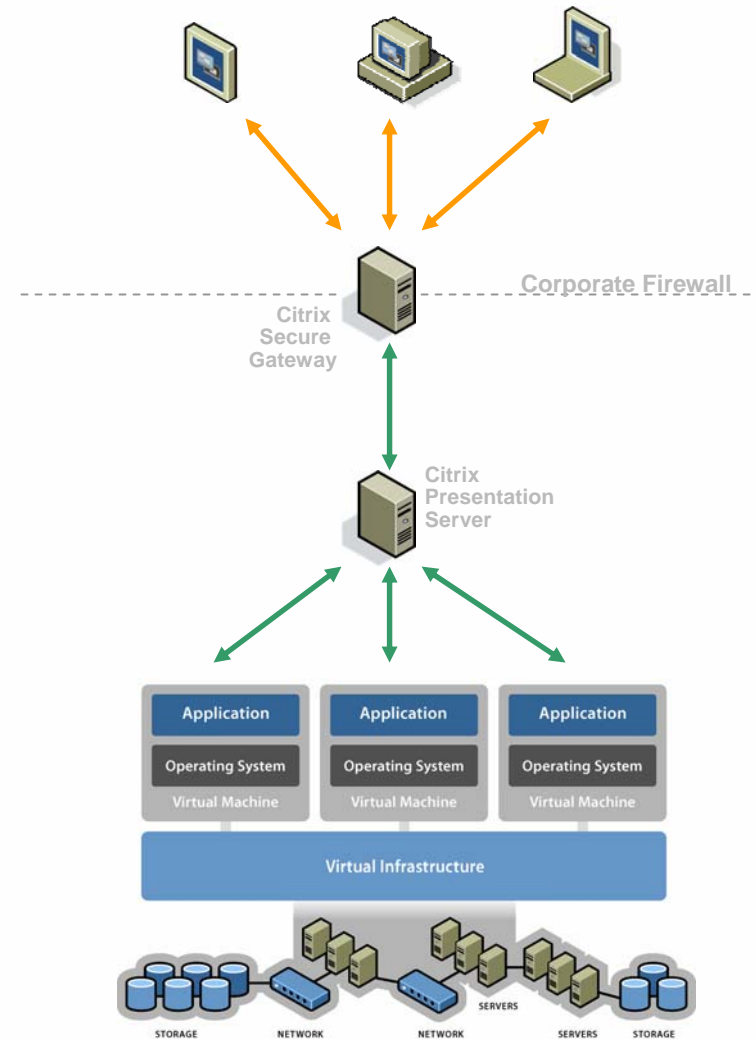 Corporate Firewall
Citrix
Secure
Gateway
Citrix
Presentation
Server
Application
Application
Application
Operating System
Operating System
Operating System
Virtual Machine
Virtual Machine
Virtual Machine
Virtual Infrastructure
SERVERS
STORAGE
NETWORK
NETWORK
SERVERS
STORAGE